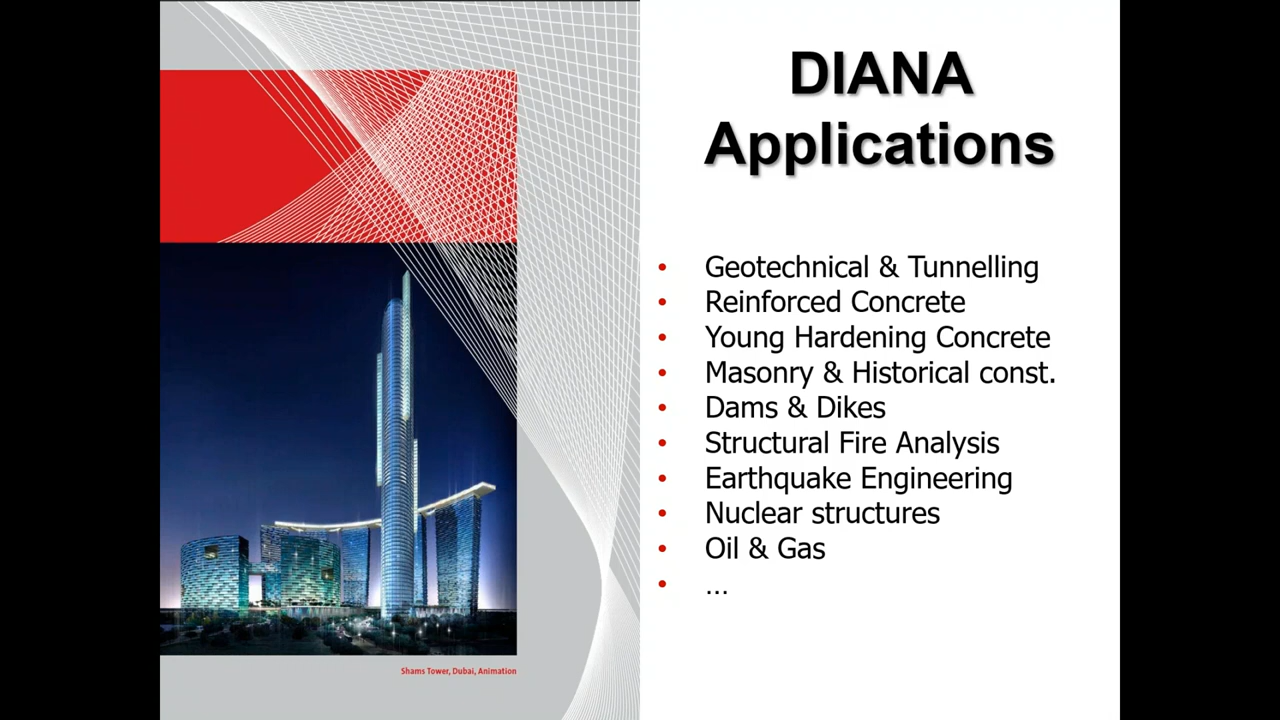 DIANA
Applications
• Geotechnical & Tunnelling
• Reinforced Concrete
• Young Hardening Concrete
• Masonry & Historical const.
• Dams & Dikes
• Structural Fire Analysis
• Earthquake Engineering
• Nuclear structures
• Oil & Gas
• ...
Shams Tower, Dubai, Animation